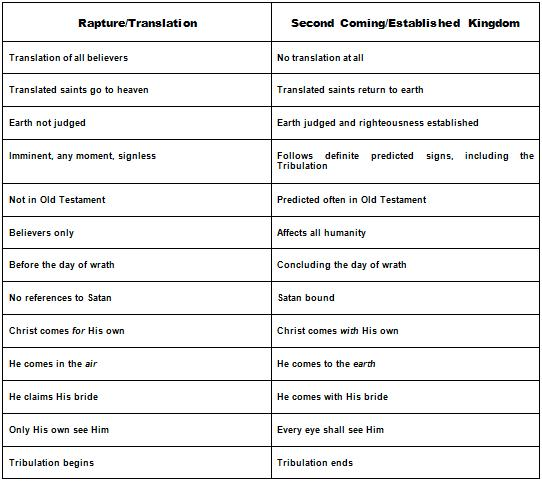 Rapture/Translation
Second Coming/Established Kingdom
Translation of all believers
No translation at all
Translated saints go to heaven
Translated saints return to earth
Earth not judged
Earth judged and righteousness established
Imminent, any moment, signless
Follows definite predicted signs, including the
Tribulation
Not in Old Testament
Predicted often in Old Testament
Believers only
Affects all humanity
Before the day of wrath
Concluding the day of wrath
No references to Satan
Satan bound
Christ comes for His own
Christ comes with His own
He comes in the air
He comes to the earth
He claims His bride
He comes with His bride
Only His own see Him
Every eye shall see Him
Tribulation begins
Tribulation ends